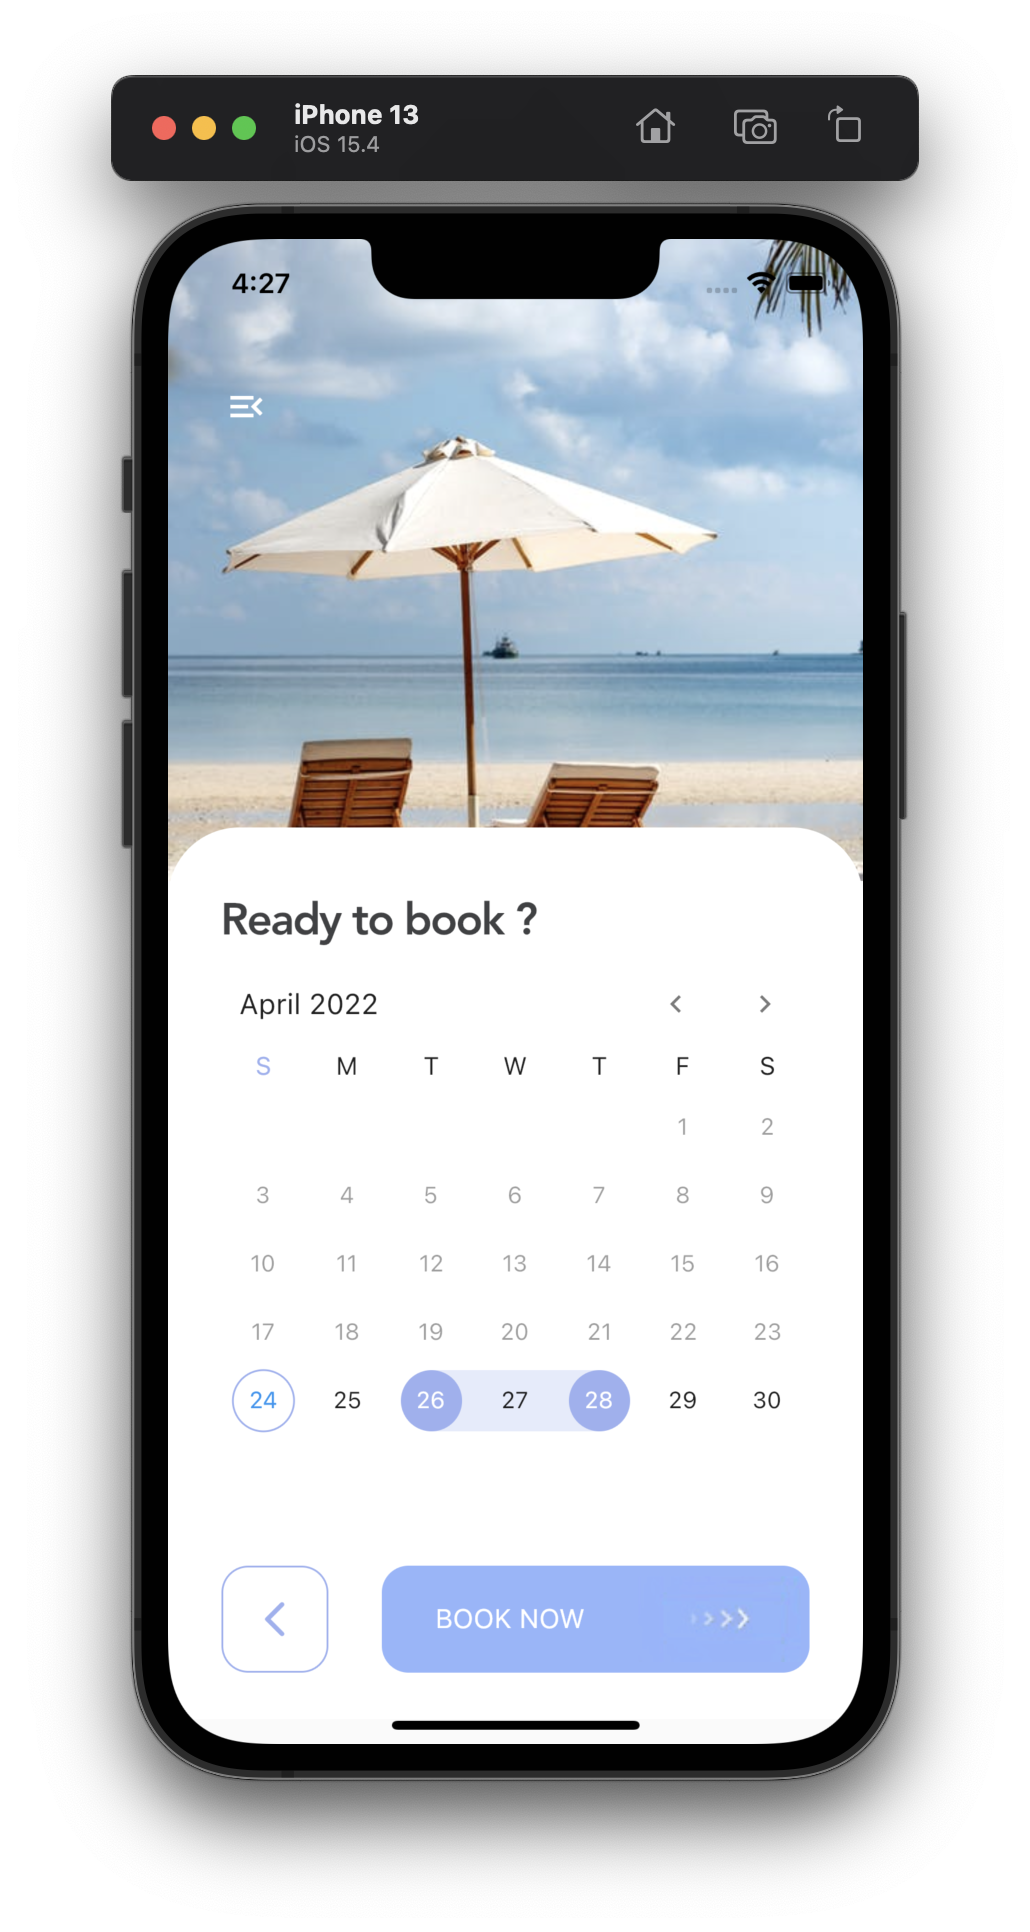 iPhone 13
iOS 15.4
4:27
Ready to book ?
April 2022
S M T W T F S
1 2
3 4 5 6 7 8 9
10 11 12 13 14 15 16
17 18 19 20 21 22 23
24 25 26 27 28 29 30
BOOK NOW